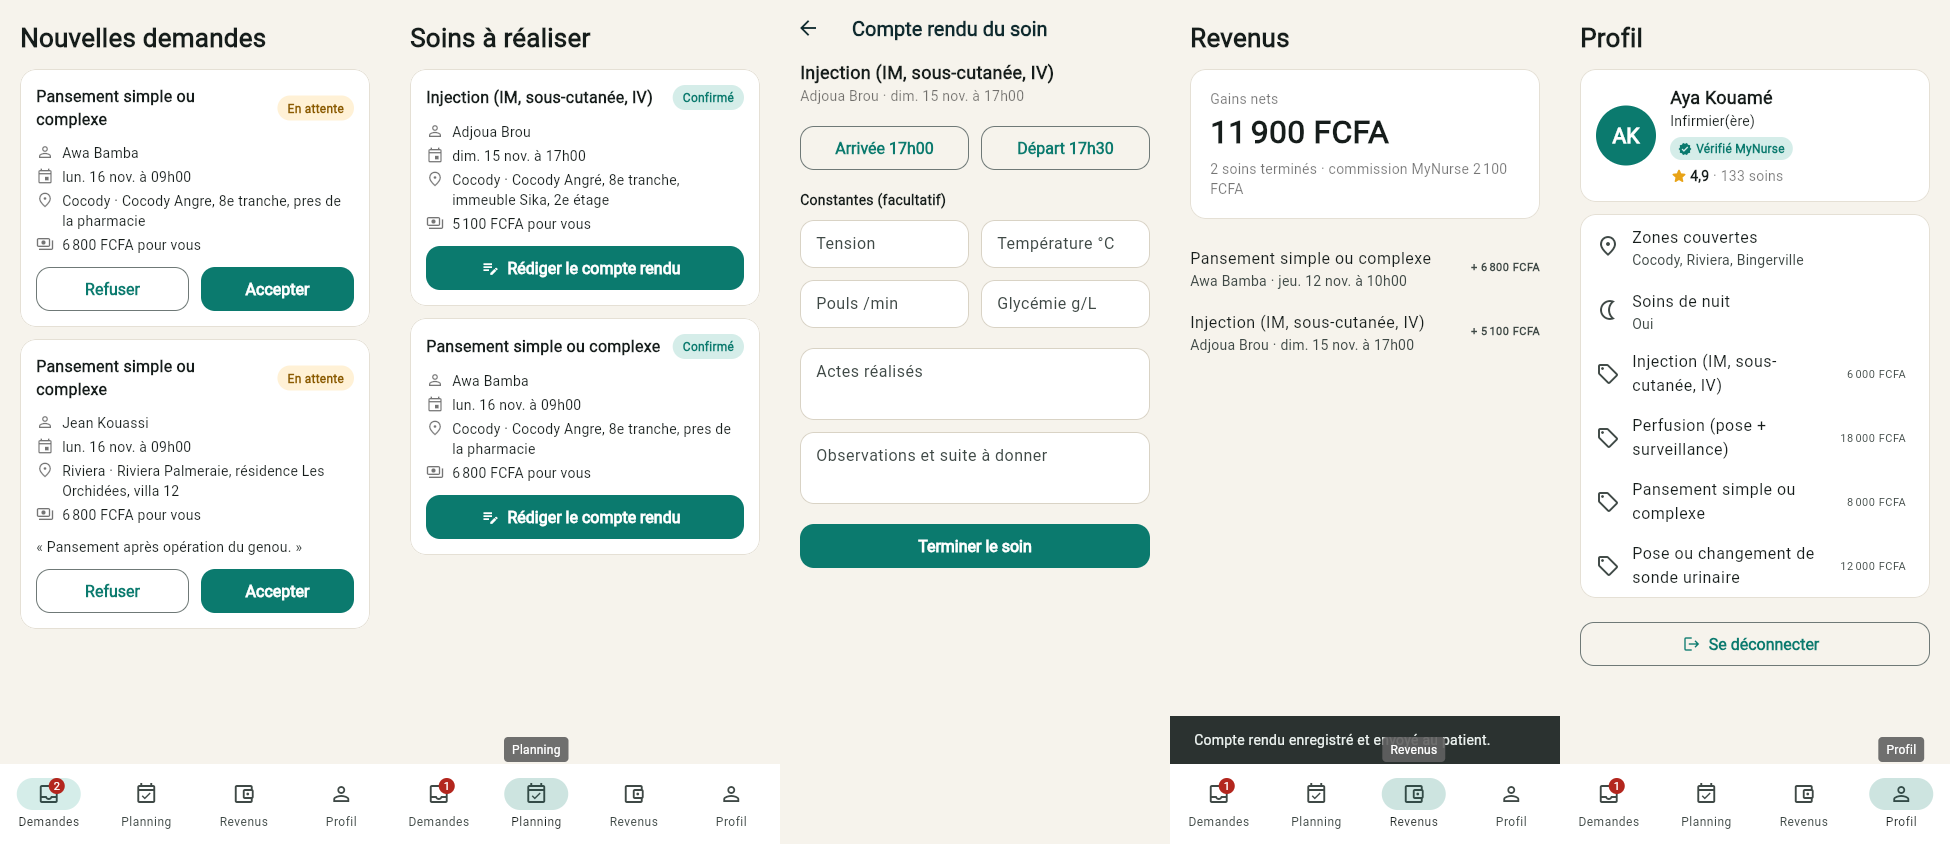 Nouvelles demandes
Pansement simple ou
complexe
En attente
Awa Bamba
lun. 16 nov. à 09h00
Cocody · Cocody Angre, 8e tranche, pres de
la pharmacie
6 800 FCFA pour vous
Refuser
Accepter
Pansement simple ou
complexe
En attente
Jean Kouassi
lun. 16 nov. à 09h00
Riviera · Riviera Palmeraie, résidence Les
Orchidées, villa 12
6 800 FCFA pour vous
« Pansement après opération du genou. »
Refuser
Accepter
2
Demandes
Planning
Revenus
Profil
Soins à réaliser
Injection (IM, sous-cutanée, IV)
Confirmé
Adjoua Brou
dim. 15 nov. à 17h00
Cocody · Cocody Angré, 8e tranche,
immeuble Sika, 2e étage
5 100 FCFA pour vous
Rédiger le compte rendu
Pansement simple ou complexe
Confirmé
Awa Bamba
lun. 16 nov. à 09h00
Cocody · Cocody Angre, 8e tranche, pres de
la pharmacie
6 800 FCFA pour vous
Rédiger le compte rendu
Planning
1
Demandes
Planning
Revenus
Profil
Compte rendu du soin
Injection (IM, sous-cutanée, IV)
Adjoua Brou · dim. 15 nov. à 17h00
Arrivée 17h00
Départ 17h30
Constantes (facultatif)
Tension
Température °C
Pouls /min
Glycémie g/L
Actes réalisés
Observations et suite à donner
Terminer le soin
Revenus
Gains nets
11 900 FCFA
2 soins terminés · commission MyNurse 2 100
FCFA
Pansement simple ou complexe
Awa Bamba · jeu. 12 nov. à 10h00
+ 6 800 FCFA
Injection (IM, sous-cutanée, IV)
Adjoua Brou · dim. 15 nov. à 17h00
+ 5 100 FCFA
Compte rendu enregistré et envoyé au patient.
Revenus
1
Demandes
Planning
Revenus
Profil
Profil
AK
Aya Kouamé
Infirmier(ère)
Vérifié MyNurse
4,9 · 133 soins
Zones couvertes
Cocody, Riviera, Bingerville
Soins de nuit
Oui
Injection (IM, sous-
cutanée, IV)
6 000 FCFA
Perfusion (pose +
surveillance)
18 000 FCFA
Pansement simple ou
complexe
8 000 FCFA
Pose ou changement de
sonde urinaire
12 000 FCFA
Se déconnecter
Profil
1
Demandes
Planning
Revenus
Profil